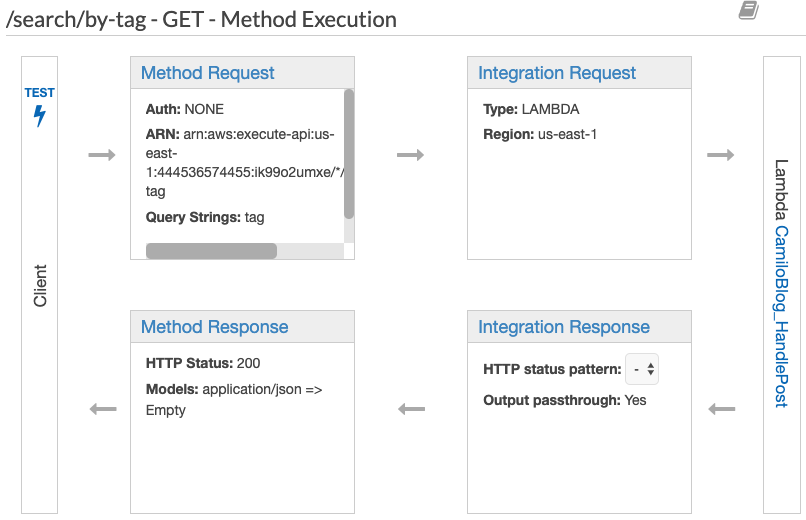 /search/by-tag - GET - Method Execution
TEST
Client
Method Request
Auth: NONE
ARN: arn:aws:execute-api:us-
east-
1:444536574455:ik99o2umxe/*/
tag
Query Strings: tag
Integration Request
Type: LAMBDA
Region: us-east-1
Lambda CamiloBlog_HandlePost
Method Response
HTTP Status: 200
Models: application/json =>
Empty
Integration Response
HTTP status pattern: -
Output passthrough: Yes